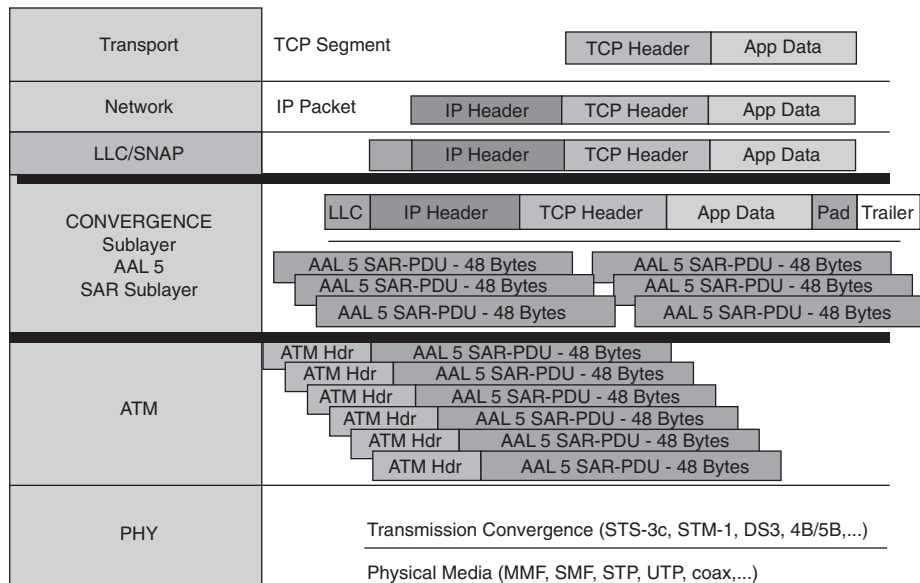 Transport TCP Segment TCP Header App Data
Network IP Packet IP Header TCP Header App Data
LLC/SNAP IP Header TCP Header App Data
CONVERGENCE
Sublayer
AAL 5
SAR Sublayer
LLC IP Header TCP Header App Data Pad Trailer
AAL 5 SAR-PDU - 48 Bytes AAL 5 SAR-PDU - 48 Bytes
AAL 5 SAR-PDU - 48 Bytes AAL 5 SAR-PDU - 48 Bytes
AAL 5 SAR-PDU - 48 Bytes AAL 5 SAR-PDU - 48 Bytes
ATM
ATM Hdr AAL 5 SAR-PDU - 48 Bytes
ATM Hdr AAL 5 SAR-PDU - 48 Bytes
ATM Hdr AAL 5 SAR-PDU - 48 Bytes
ATM Hdr AAL 5 SAR-PDU - 48 Bytes
ATM Hdr AAL 5 SAR-PDU - 48 Bytes
ATM Hdr AAL 5 SAR-PDU - 48 Bytes
PHY
Transmission Convergence (STS-3c, STM-1, DS3, 4B/5B,...)
Physical Media (MMF, SMF, STP, UTP, coax,...)